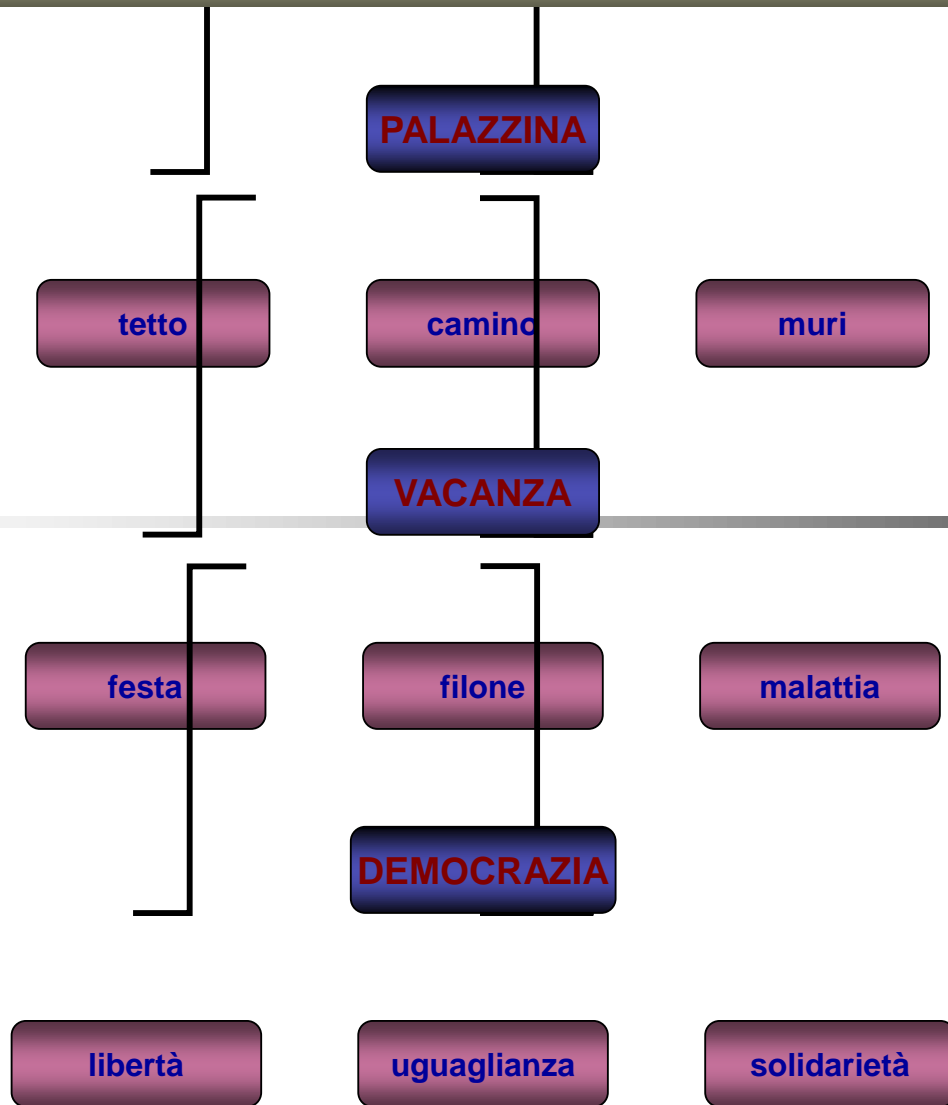 PALAZZINA
tetto camino muri
VACANZA
festa filone malattia
DEMOCRAZIA
libertà uguaglianza solidarietà